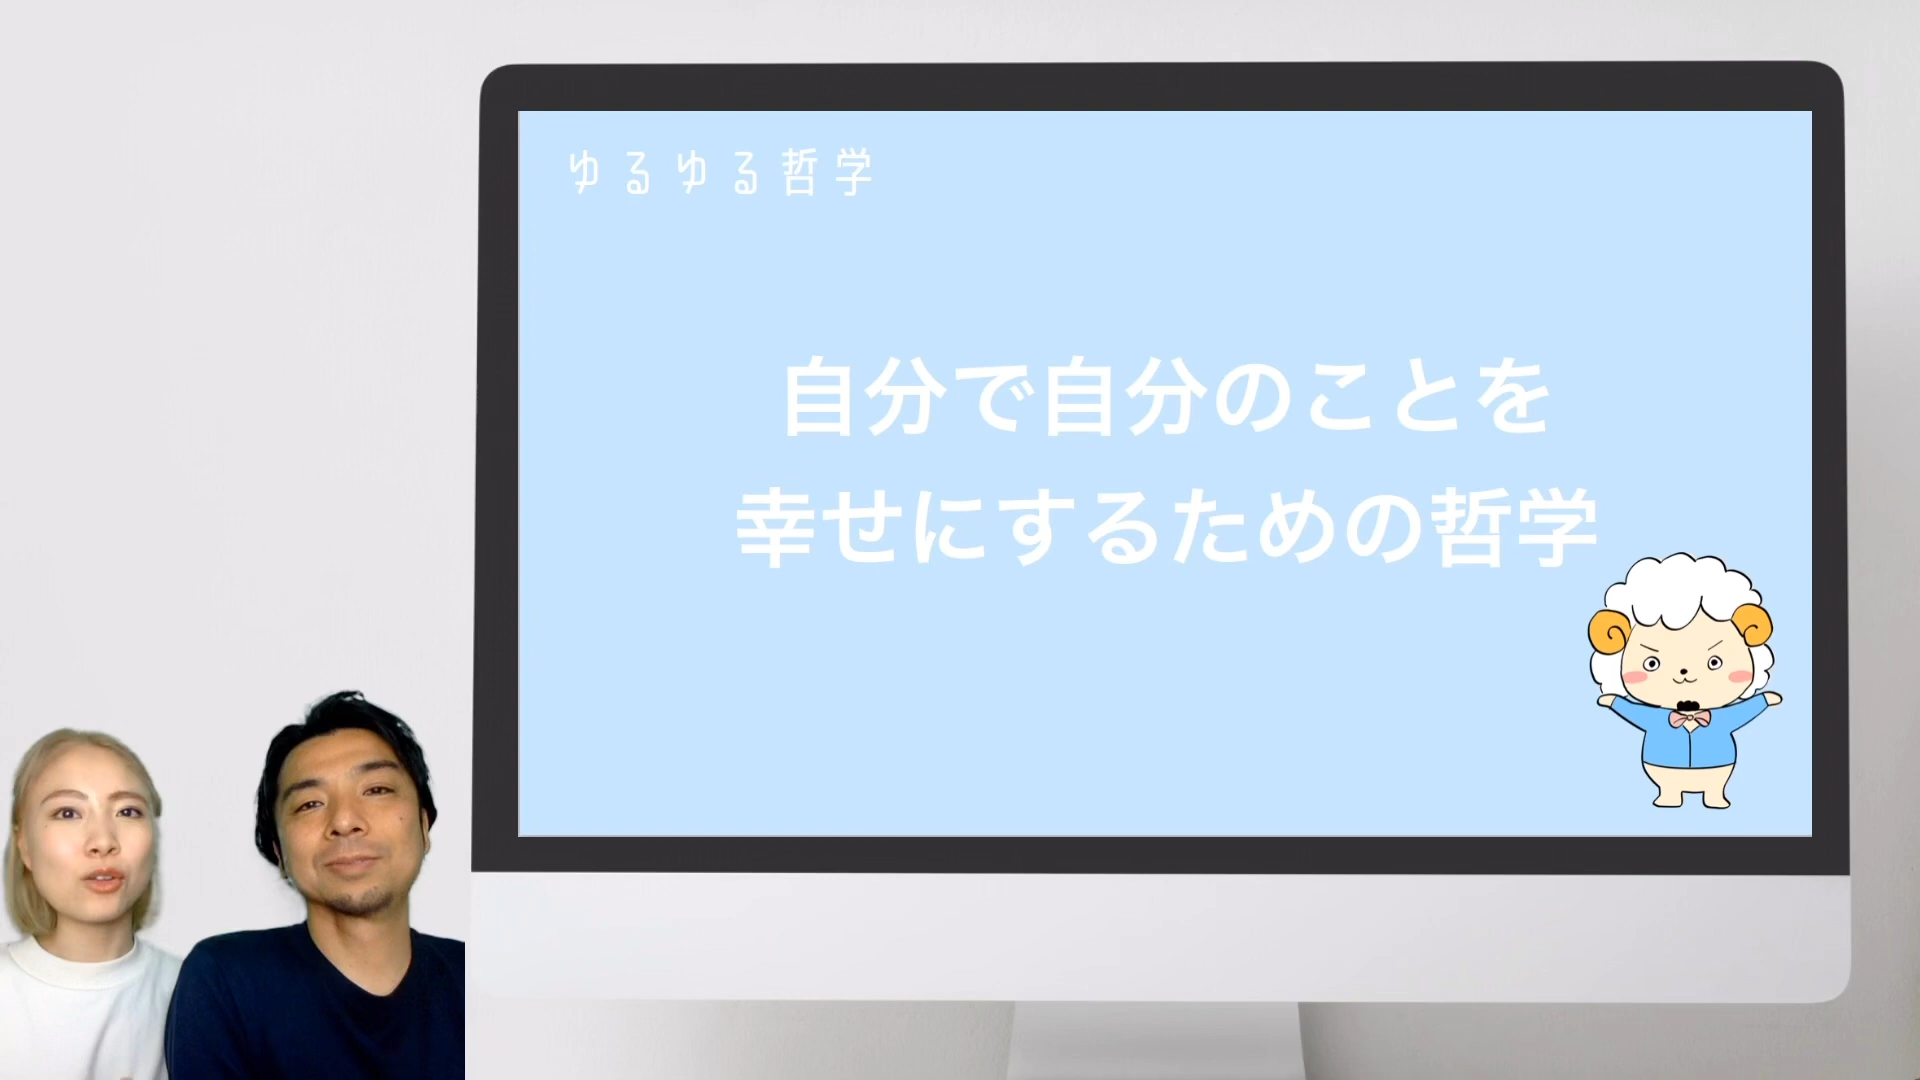 ゆるゆる哲学
自分で自分のことを
幸せにするための哲学